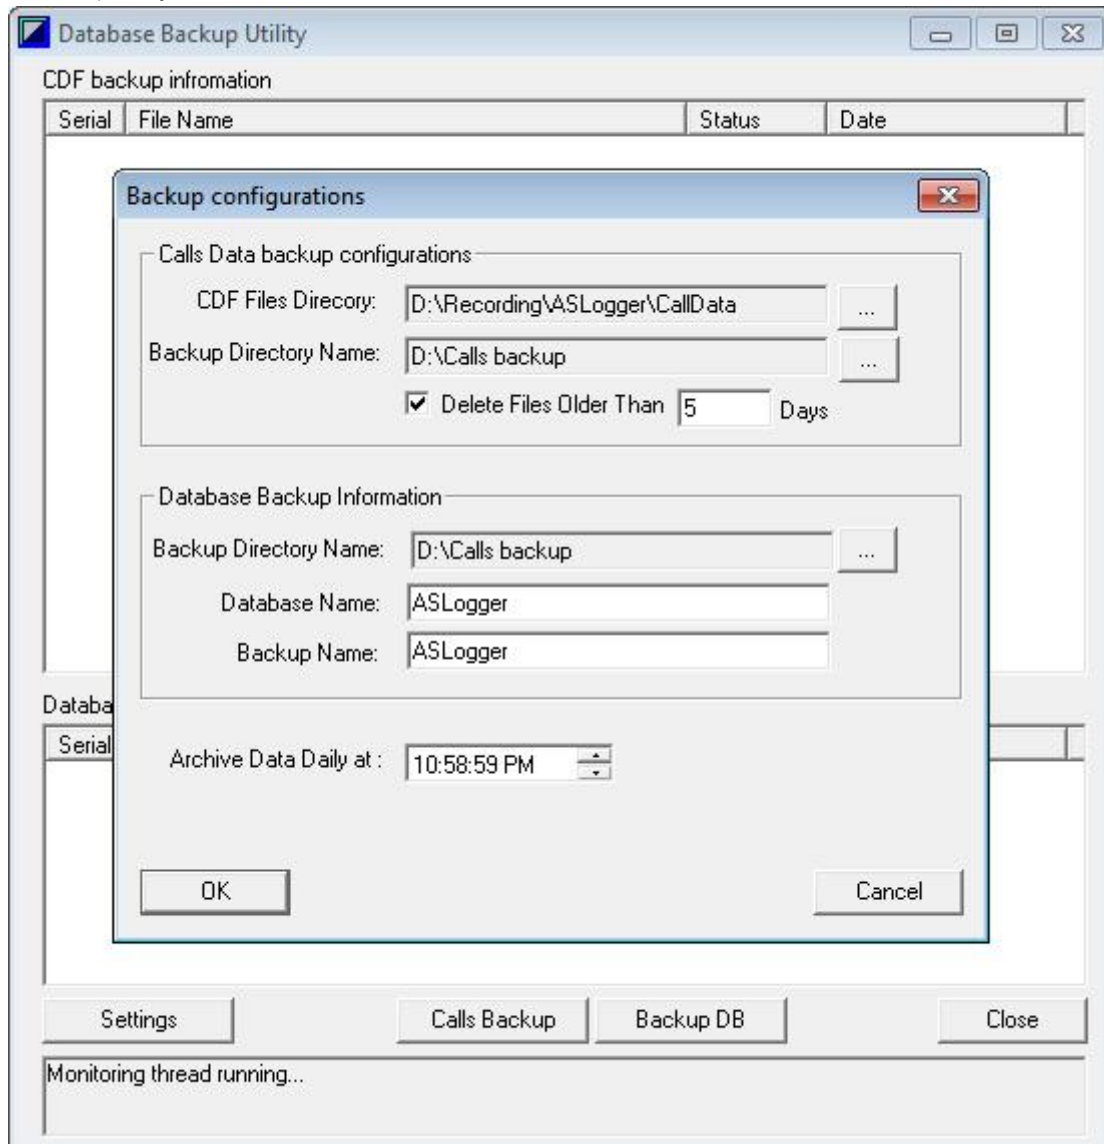 Database Backup Utility
CDF backup infromation
Serial File Name Status Date
Backup configurations
Calls Data backup configurations
CDF Files Direcory: D:\Recording\ASLogger\CallData ...
Backup Directory Name: D:\Calls backup ...
Delete Files Older Than 5 Days
Database Backup Information
Backup Directory Name: D:\Calls backup ...
Database Name: ASLogger
Backup Name: ASLogger
Databa
Serial
Archive Data Daily at : 10:58:59 PM
OK Cancel
Settings Calls Backup Backup DB Close
Monitoring thread running...